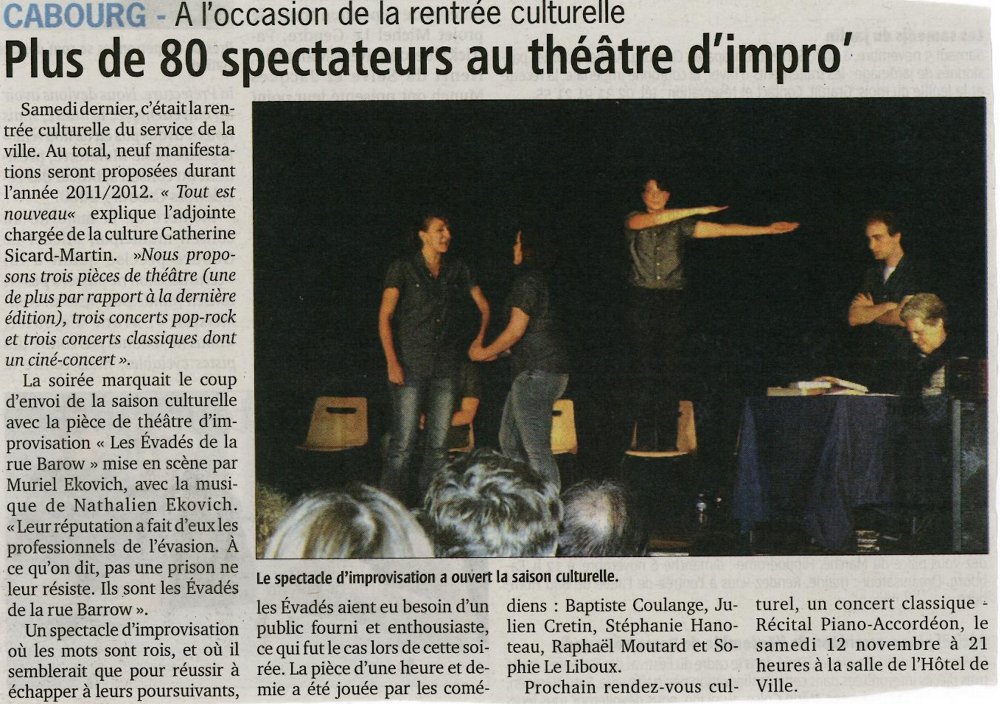 CABOURG - A l'occasion de la rentrée culturelle
Plus de 80 spectateurs au théâtre d'impro'
Samedi dernier, c'était la ren-
trée culturelle du service de la
ville. Au total, neuf manifesta-
tions seront proposées durant
l'année 2011/2012. « Tout est
nouveau« explique l'adjointe
chargée de la culture Catherine
Sicard-Martin. »Nous propo-
sons trois pièces de théâtre (une
de plus par rapport à la dernière
édition), trois concerts pop-rock
et trois concerts classiques dont
un ciné-concert ».
La soirée marquait le coup
d'envoi de la saison culturelle
avec la pièce de théâtre d'im-
provisation « Les Évadés de la
rue Barow » mise en scène par
Muriel Ekovich, avec la musi-
que de Nathalien Ekovich.
«Leur réputation a fait d'eux les
professionnels de l'évasion. À
ce qu'on dit, pas une prison ne
leur résiste. Ils sont les Évadés
de la rue Barrow ».
Un spectacle d'improvisation
où les mots sont rois, et où il
semblerait que pour réussir à
échapper à leurs poursuivants,
Le spectacle d'improvisation a ouvert la saison culturelle.
les Évadés aient eu besoin d'un
public fourni et enthousiaste,
ce qui fut le cas lors de cette soi-
rée. La pièce d'une heure et de-
mie a été jouée par les comé-
diens : Baptiste Coulange, Ju-
lien Cretin, Stéphanie Hano-
teau, Raphaël Moutard et So-
phie Le Liboux.
Prochain rendez-vous cul-
turel, un concert classique -
Récital Piano-Accordéon, le
samedi 12 novembre à 21
heures à la salle de l'Hôtel de
Ville.